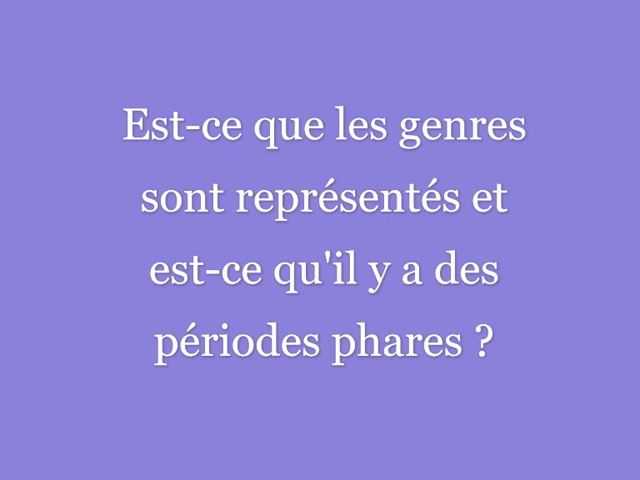 Est-ce que les genres
sont représentés et
est-ce qu'il y a des
périodes phares ?